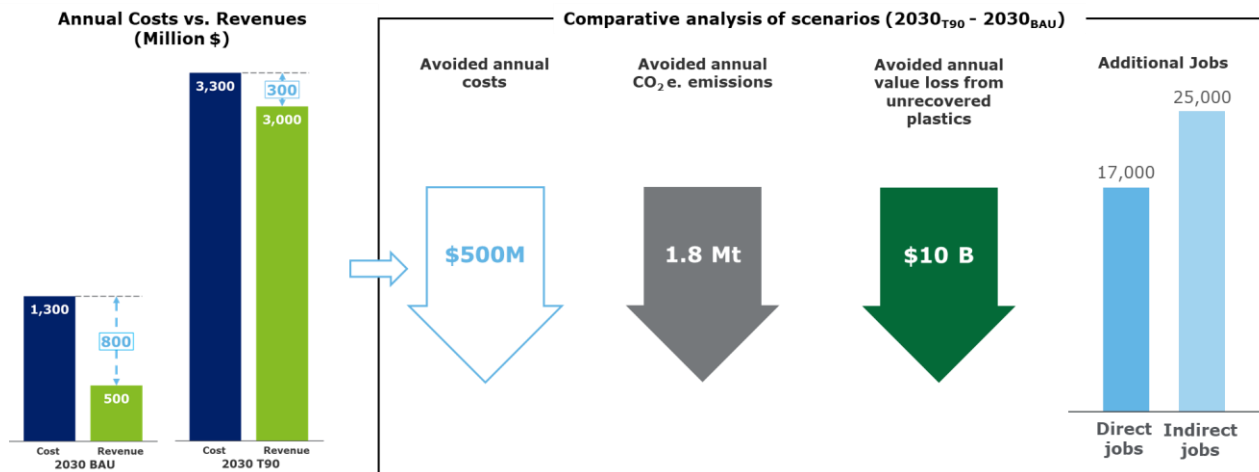 Annual Costs vs. Revenues
(Million $)
3,300
300
3,000
1,300
800
500
Cost
Revenue
2030 BAU
Cost
Revenue
2030 T90
Comparative analysis of scenarios (2030T90 - 2030BAU)
Avoided annual
costs
$500M
Avoided annual
CO2 e. emissions
1.8 Mt
Avoided annual
value loss from
unrecovered
plastics
$10 B
Additional Jobs
25,000
17,000
Direct
jobs
Indirect
jobs